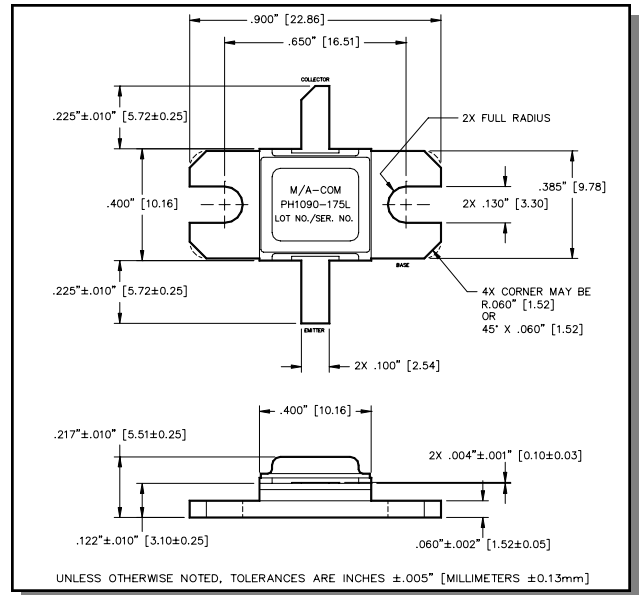 .900" [22.86]
.650" [16.51]
COLLECTOR
.225"±.010" [5.72±0.25]
2X FULL RADIUS
M/A-COM
PH1090-175L
LOT NO./SER. NO.
.400" [10.16]
.385" [9.78]
2X .130" [3.30]
BASE
.225"±.010" [5.72±0.25]
4X CORNER MAY BE
R.060" [1.52]
OR
45° X .060" [1.52]
EMITTER
2X .100" [2.54]
.400" [10.16]
.217"±.010" [5.51±0.25]
2X .004"±.001" [0.10±0.03]
.122"±.010" [3.10±0.25]
.060"±.002" [1.52±0.05]
UNLESS OTHERWISE NOTED, TOLERANCES ARE INCHES ±.005" [MILLIMETERS ±0.13mm]